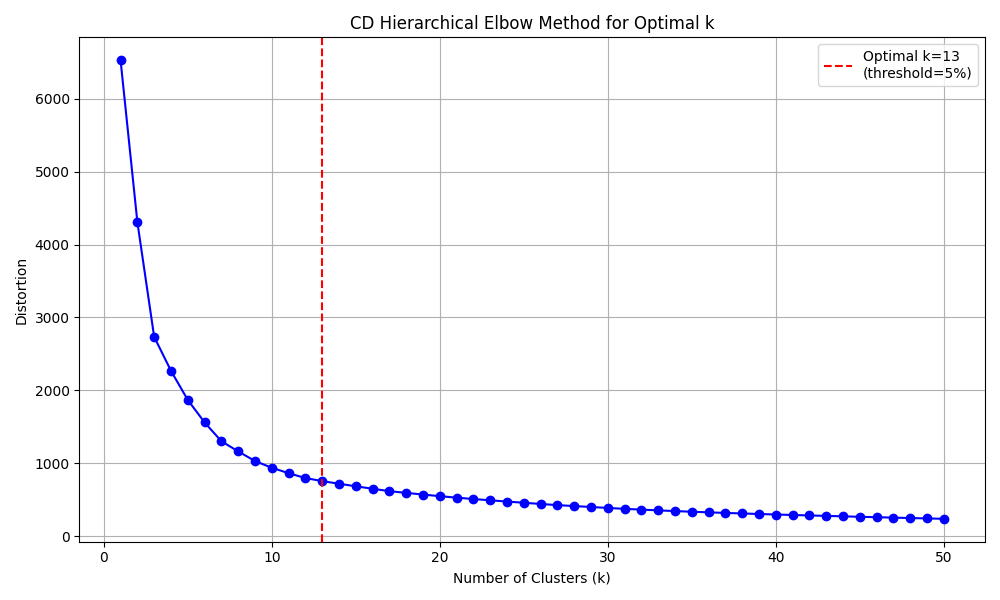 CD Hierarchical Elbow Method for Optimal k
Optimal k=13
(threshold=5%)
6000
5000
4000
3000
2000
1000
0
Distortion
0 10 20 30 40 50
Number of Clusters (k)